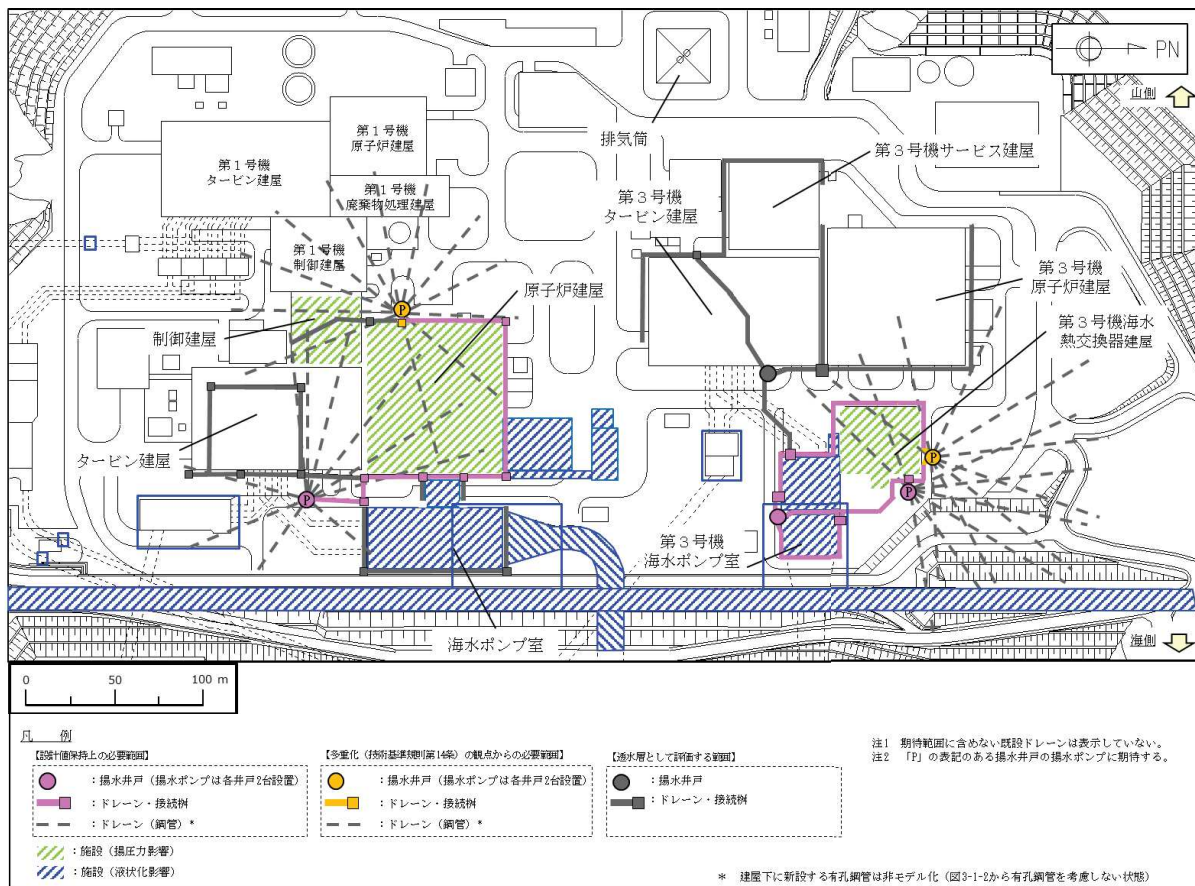 PN
山側
第1号機
原子炉建屋
第1号機
タービン建屋
排気筒
第3号機サービス建屋
第1号機
廃棄物処理建屋
第3号機
タービン建屋
第1号機
制御建屋
第3号機
原子炉建屋
原子炉建屋
P
制御建屋
第3号機海水
熱交換器建屋
タービン建屋
P
P
P
第3号機
海水ポンプ室
海水ポンプ室
海側
0 50 100 m
凡 例
【設計値保持上の必要範囲】
:揚水井戸(揚水ポンプは各井戸2台設置)
:ドレーン・接続桝
:ドレーン(鋼管)*
【多重化(技術基準規則第14条)の観点からの必要範囲】
:揚水井戸(揚水ポンプは各井戸2台設置)
:ドレーン・接続桝
:ドレーン(鋼管)*
【透水層として評価する範囲】
:揚水井戸
:ドレーン・接続桝
:施設(揚圧力影響)
:施設(液状化影響)
注1 期待範囲に含めない既設ドレーンは表示していない。
注2 「P」の表記のある揚水井戸の揚水ポンプに期待する。
* 建屋下に新設する有孔鋼管は非モデル化(図3-1-2から有孔鋼管を考慮しない状態)